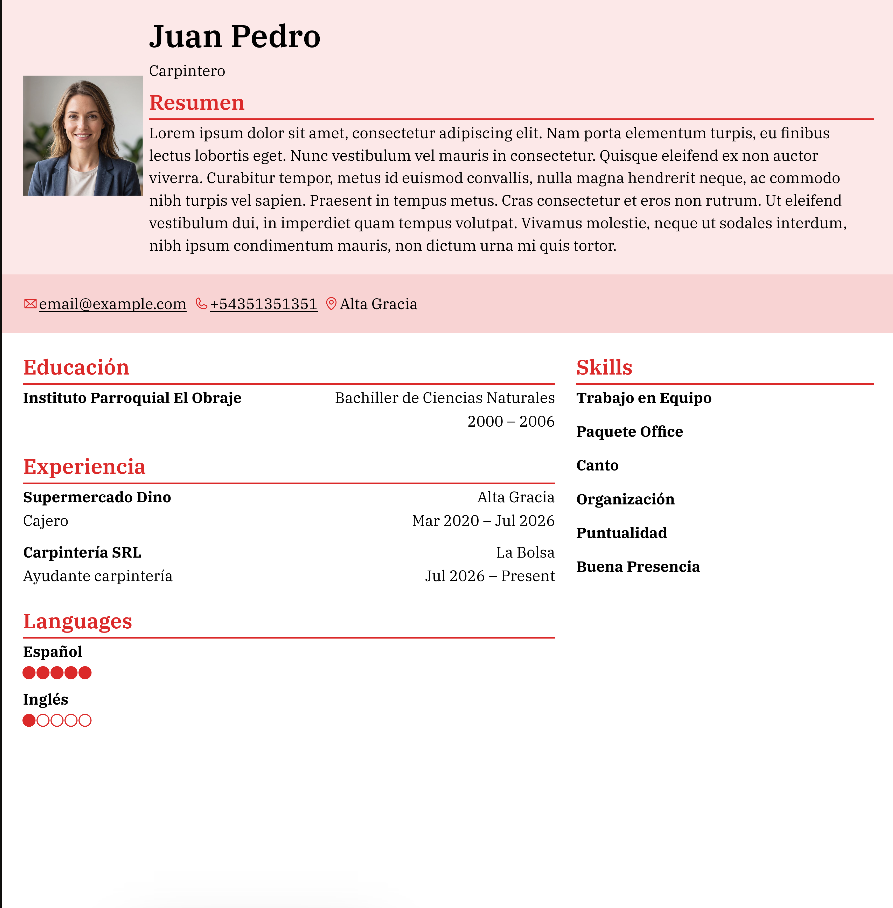 Juan Pedro
Carpintero
Resumen
Lorem ipsum dolor sit amet, consectetur adipiscing elit. Nam porta elementum turpis, eu finibus
lectus lobortis eget. Nunc vestibulum vel mauris in consectetur. Quisque eleifend ex non auctor
viverra. Curabitur tempor, metus id euismod convallis, nulla magna hendrerit neque, ac commodo
nibh turpis vel sapien. Praesent in tempus metus. Cras consectetur et eros non rutrum. Ut eleifend
vestibulum dui, in imperdiet quam tempus volutpat. Vivamus molestie, neque ut sodales interdum,
nibh ipsum condimentum mauris, non dictum urna mi quis tortor.
email@example.com +54351351351 Alta Gracia
Educación
Instituto Parroquial El Obraje Bachiller de Ciencias Naturales
2000 – 2006
Experiencia
Supermercado Dino Alta Gracia
Cajero Mar 2020 – Jul 2026
Carpintería SRL La Bolsa
Ayudante carpintería Jul 2026 – Present
Languages
Español
Inglés
Skills
Trabajo en Equipo
Paquete Office
Canto
Organización
Puntualidad
Buena Presencia